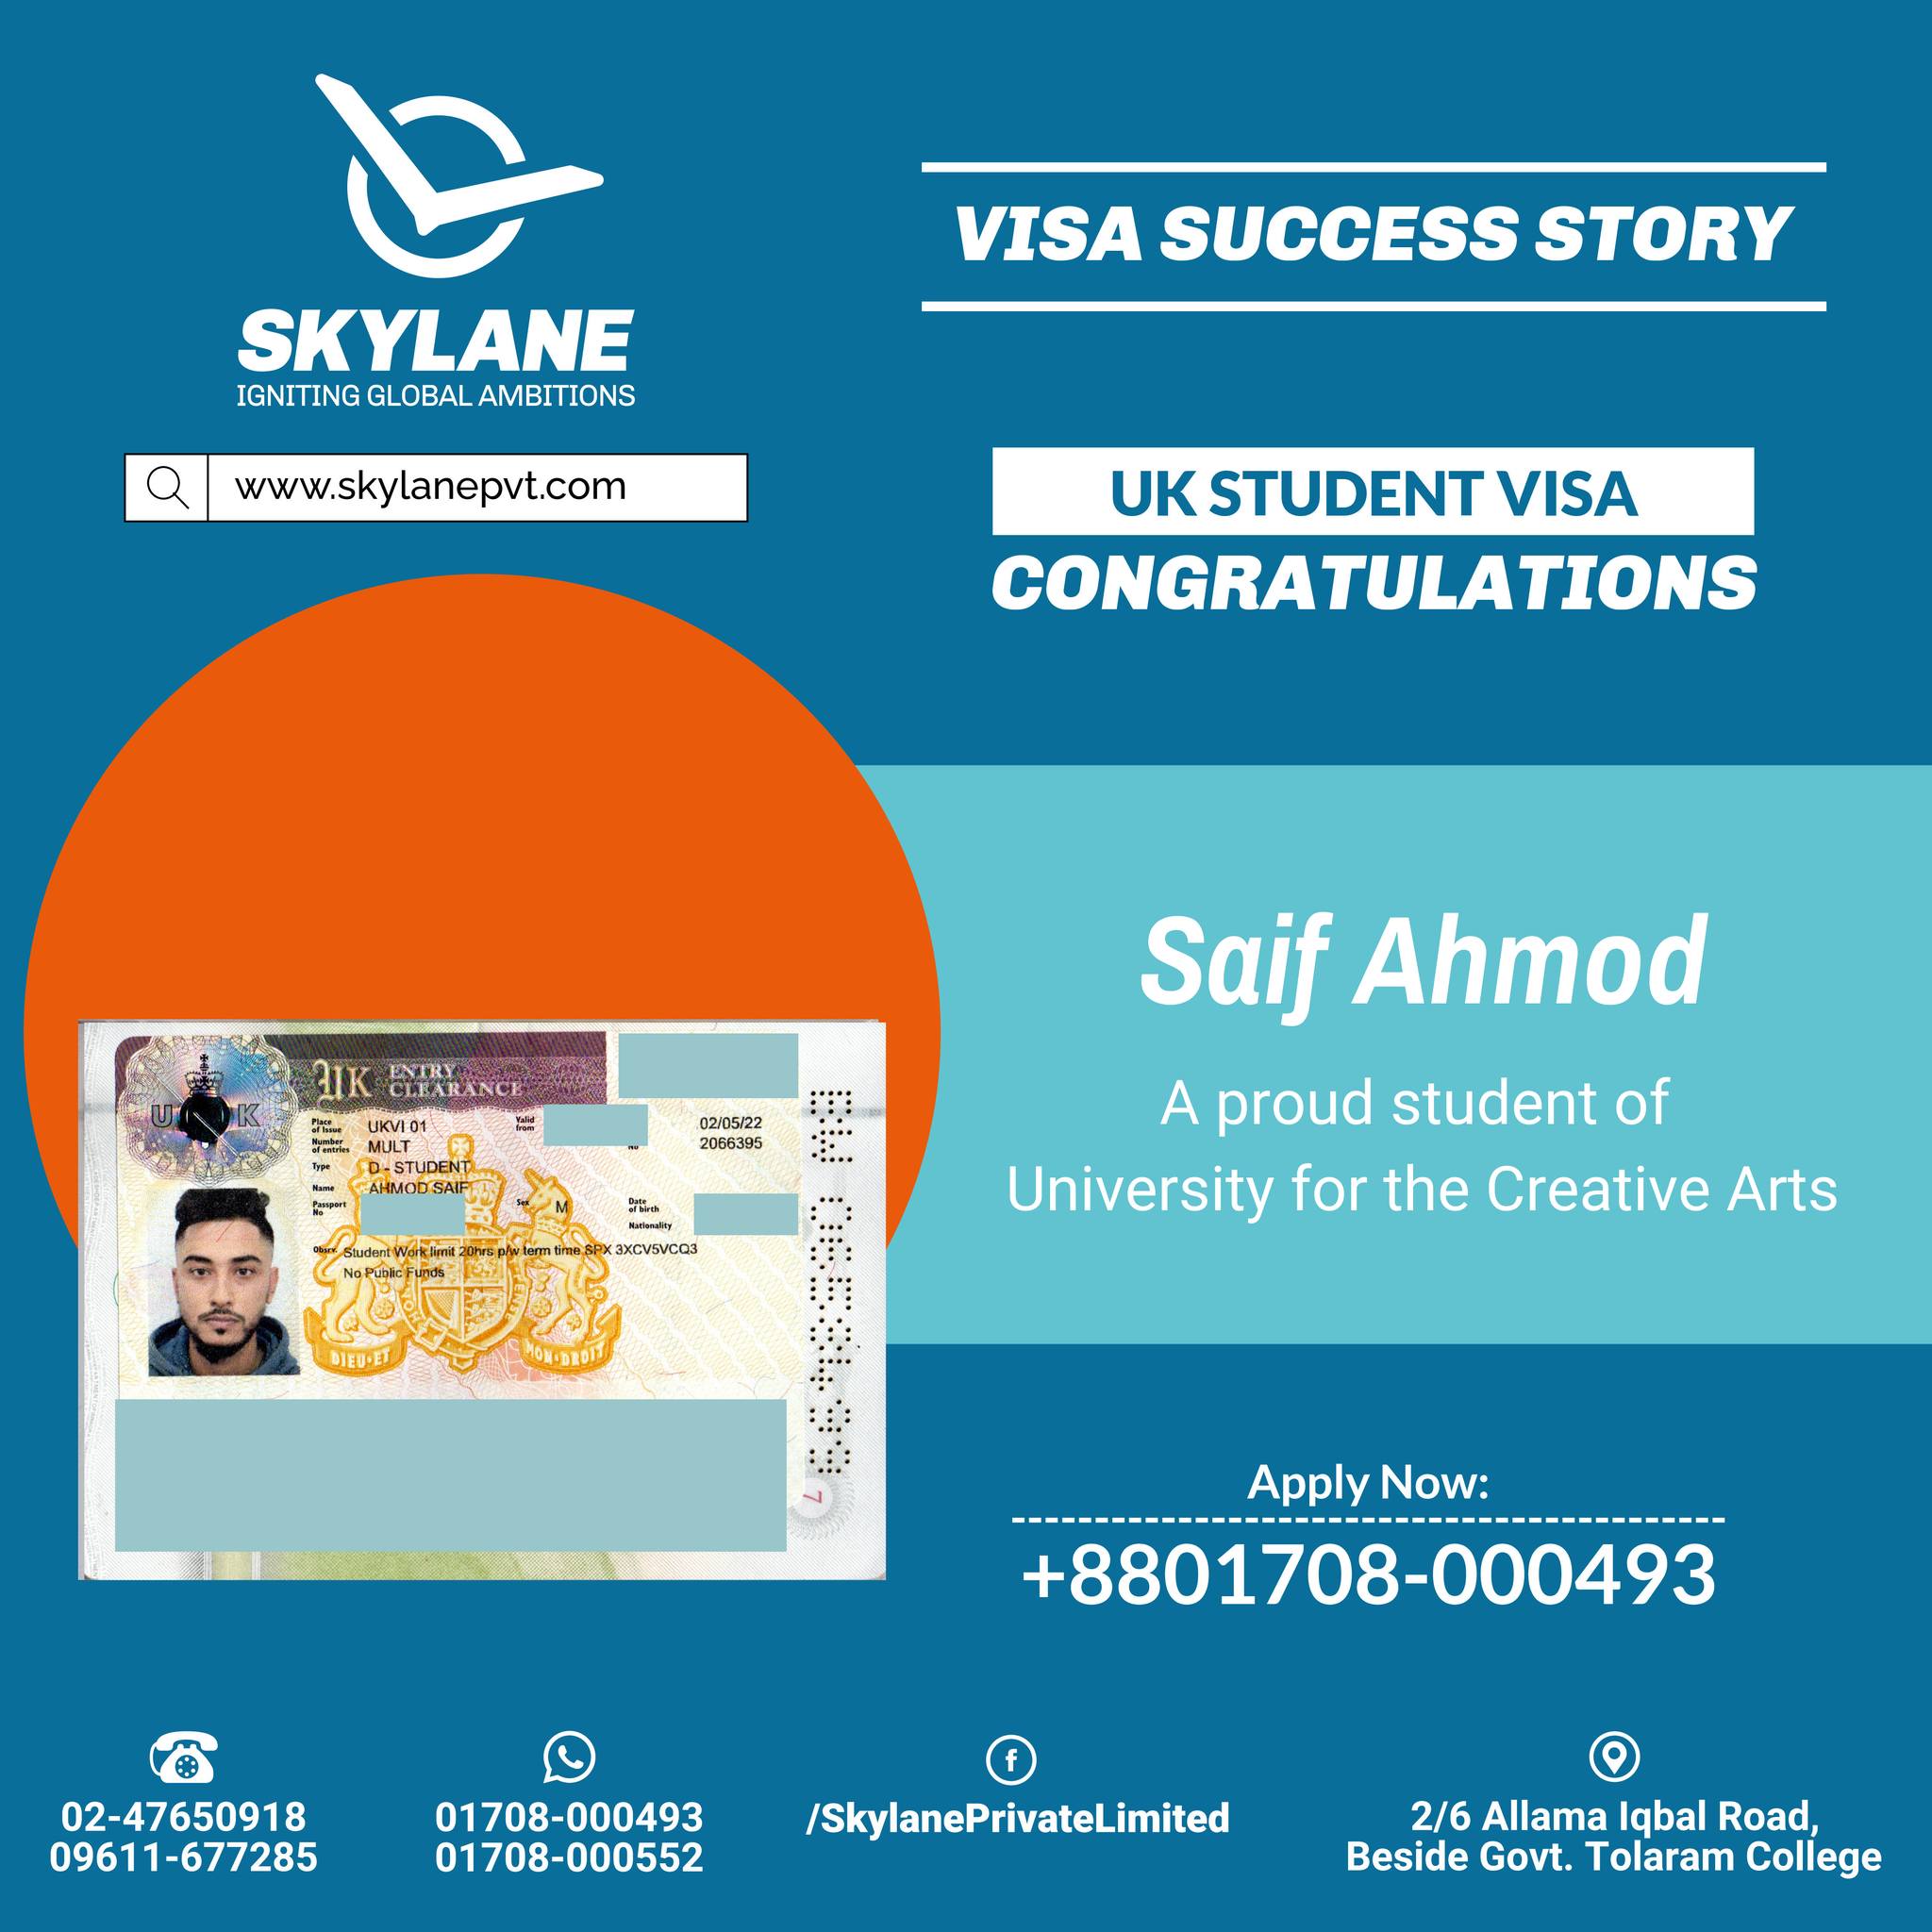 SKYLANE
IGNITING GLOBAL AMBITIONS
www.skylanepvt.com
VISA SUCCESS STORY
UK STUDENT VISA
CONGRATULATIONS
Saif Ahmod
A proud student of
University for the Creative Arts
UK ENTRY
CLEARANCE
U K
Place of Issue UKVI 01 Valid from 02/05/22
Number of entries MULT No 2066395
Type D - STUDENT
Name AHMOD SAIF
Passport No Sex M Date of birth
Nationality
Obsrv. Student Work limit 20hrs p/w term time SPX 3XCV5VCQ3
No Public Funds
DIEU·ET MON·DROIT
7
Apply Now:
+8801708-000493
02-47650918
09611-677285
01708-000493
01708-000552
/SkylanePrivateLimited
2/6 Allama Iqbal Road,
Beside Govt. Tolaram College